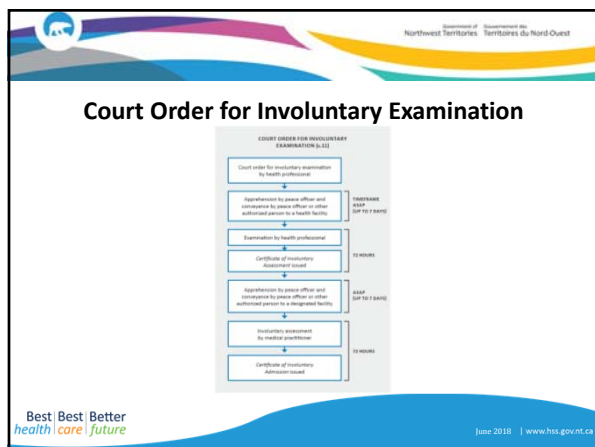 Government of Gouvernement des
Northwest Territories Territoires du Nord-Ouest
Court Order for Involuntary Examination
COURT ORDER FOR INVOLUNTARY
EXAMINATION (s.11)
Court order for involuntary examination
by health professional
Apprehension by peace officer and
conveyance by peace officer or other
authorized person to a health facility
TIMEFRAME
ASAP
(UP TO 7 DAYS)
Examination by health professional
Certificate of Involuntary
Assessment issued
72 HOURS
Apprehension by peace officer and
conveyance by peace officer or other
authorized person to a designated facility
ASAP
(UP TO 7 DAYS)
Involuntary assessment
by medical practitioner
Certificate of Involuntary
Admission issued
72 HOURS
Best | Best | Better
health | care | future
June 2018 | www.hss.gov.nt.ca